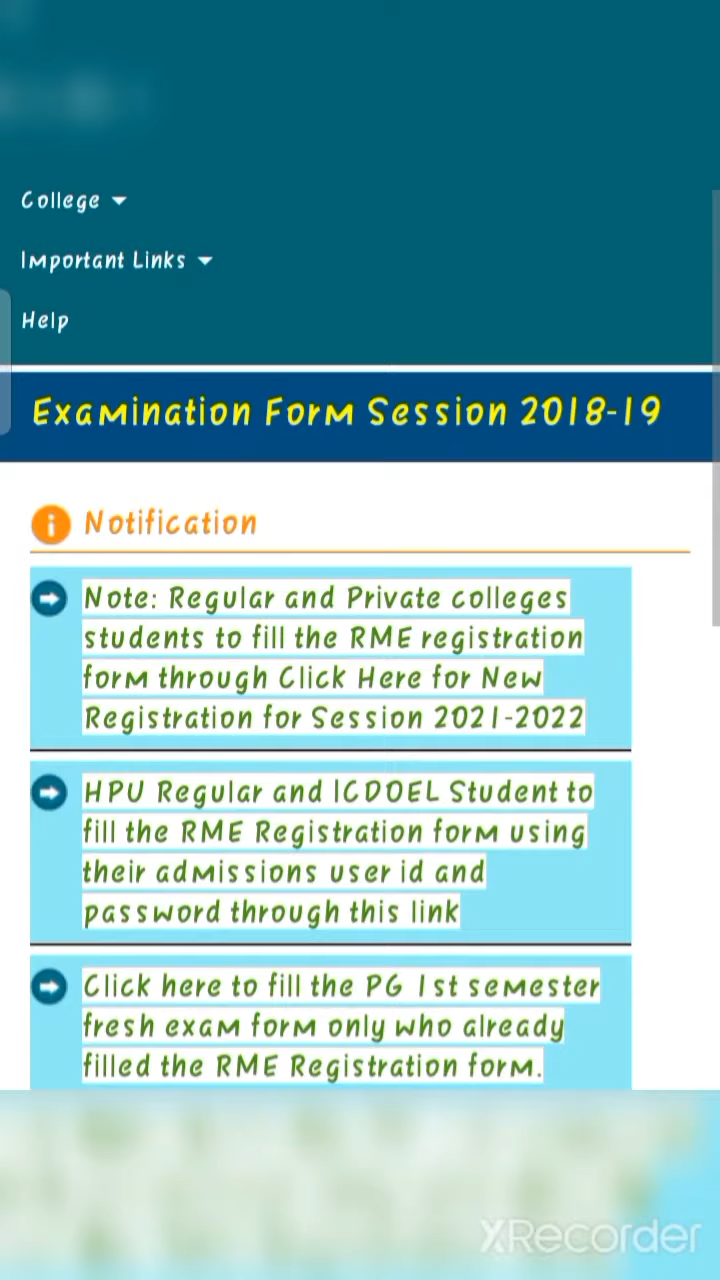 College
Important Links
Help
Examination Form Session 2018-19
Notification
Note: Regular and Private colleges
students to fill the RME registration
form through Click Here for New
Registration for Session 2021-2022
HPU Regular and ICDOEL Student to
fill the RME Registration form using
their admissions user id and
password through this link
Click here to fill the PG 1st semester
fresh exam form only who already
filled the RME Registration form.
XRecorder